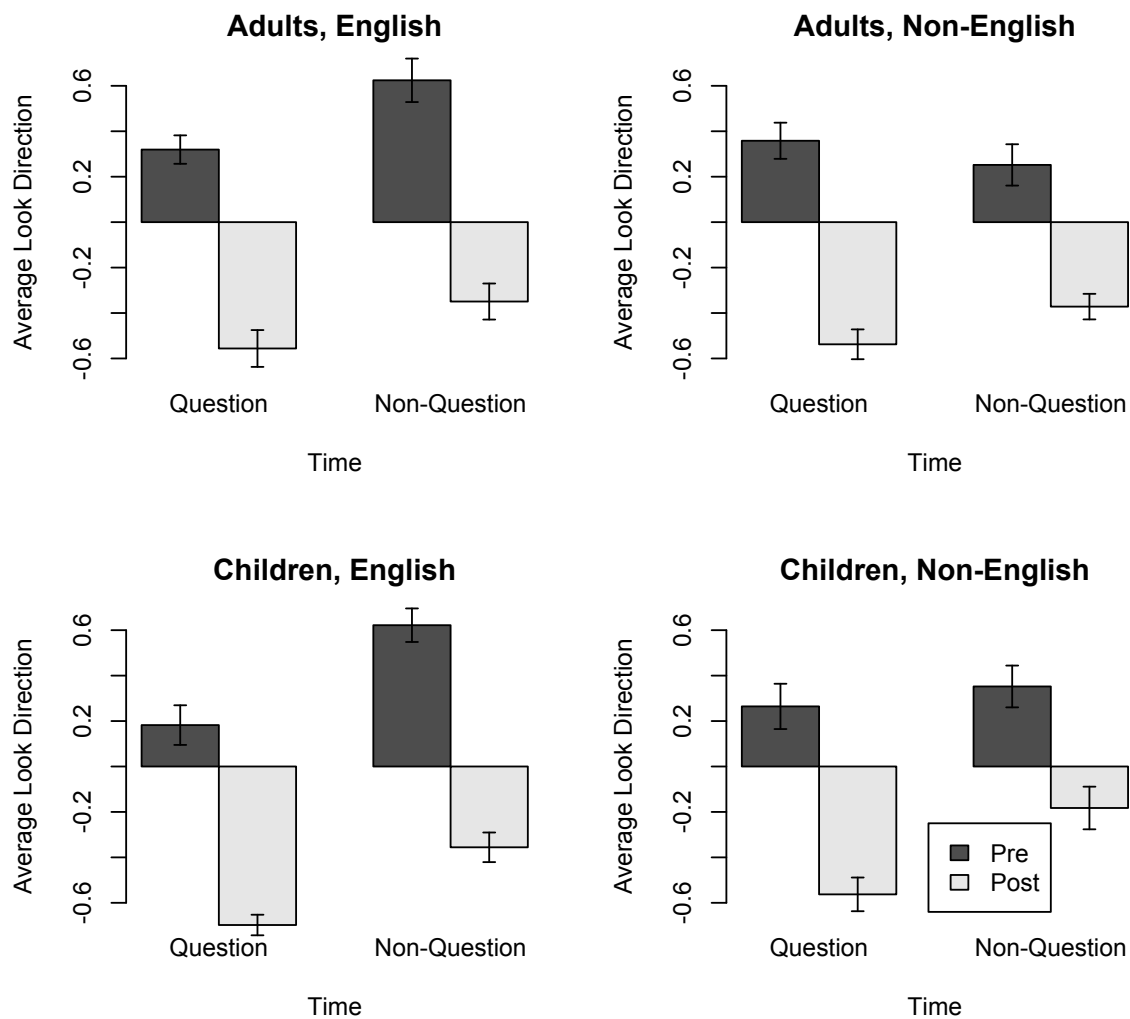 Adults, English
Average Look Direction
0.6
0.2
-0.2
-0.6
Question
Non-Question
Time
Adults, Non-English
Average Look Direction
0.6
0.2
-0.2
-0.6
Question
Non-Question
Time
Children, English
Average Look Direction
0.6
0.2
-0.2
-0.6
Question
Non-Question
Time
Children, Non-English
Average Look Direction
0.6
0.2
-0.2
-0.6
Pre
Post
Question
Non-Question
Time